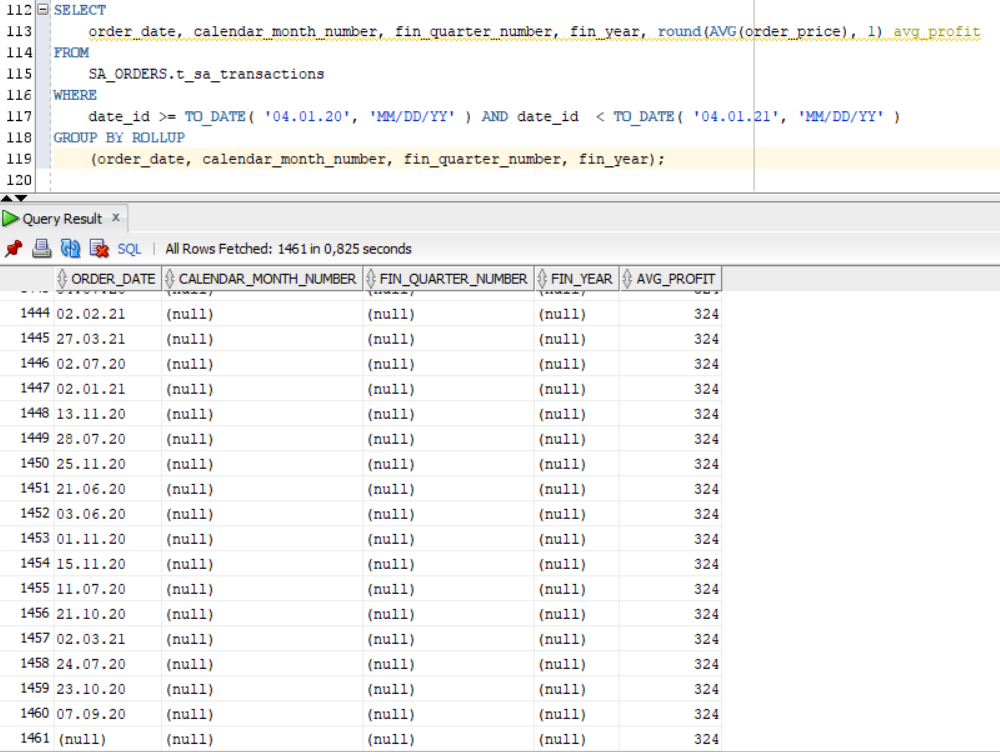 112 SELECT
113 order_date, calendar_month_number, fin_quarter_number, fin_year, round(AVG(order_price), 1) avg_profit
114 FROM
115 SA_ORDERS.t_sa_transactions
116 WHERE
117 date_id >= TO_DATE( '04.01.20', 'MM/DD/YY' ) AND date_id < TO_DATE( '04.01.21', 'MM/DD/YY' )
118 GROUP BY ROLLUP
119 (order_date, calendar_month_number, fin_quarter_number, fin_year);
120
Query Result x
SQL | All Rows Fetched: 1461 in 0,825 seconds
ORDER_DATE CALENDAR_MONTH_NUMBER FIN_QUARTER_NUMBER FIN_YEAR AVG_PROFIT
1444 02.02.21 (null) (null) (null) 324
1445 27.03.21 (null) (null) (null) 324
1446 02.07.20 (null) (null) (null) 324
1447 02.01.21 (null) (null) (null) 324
1448 13.11.20 (null) (null) (null) 324
1449 28.07.20 (null) (null) (null) 324
1450 25.11.20 (null) (null) (null) 324
1451 21.06.20 (null) (null) (null) 324
1452 03.06.20 (null) (null) (null) 324
1453 01.11.20 (null) (null) (null) 324
1454 15.11.20 (null) (null) (null) 324
1455 11.07.20 (null) (null) (null) 324
1456 21.10.20 (null) (null) (null) 324
1457 02.03.21 (null) (null) (null) 324
1458 24.07.20 (null) (null) (null) 324
1459 23.10.20 (null) (null) (null) 324
1460 07.09.20 (null) (null) (null) 324
1461 (null) (null) (null) (null) 324